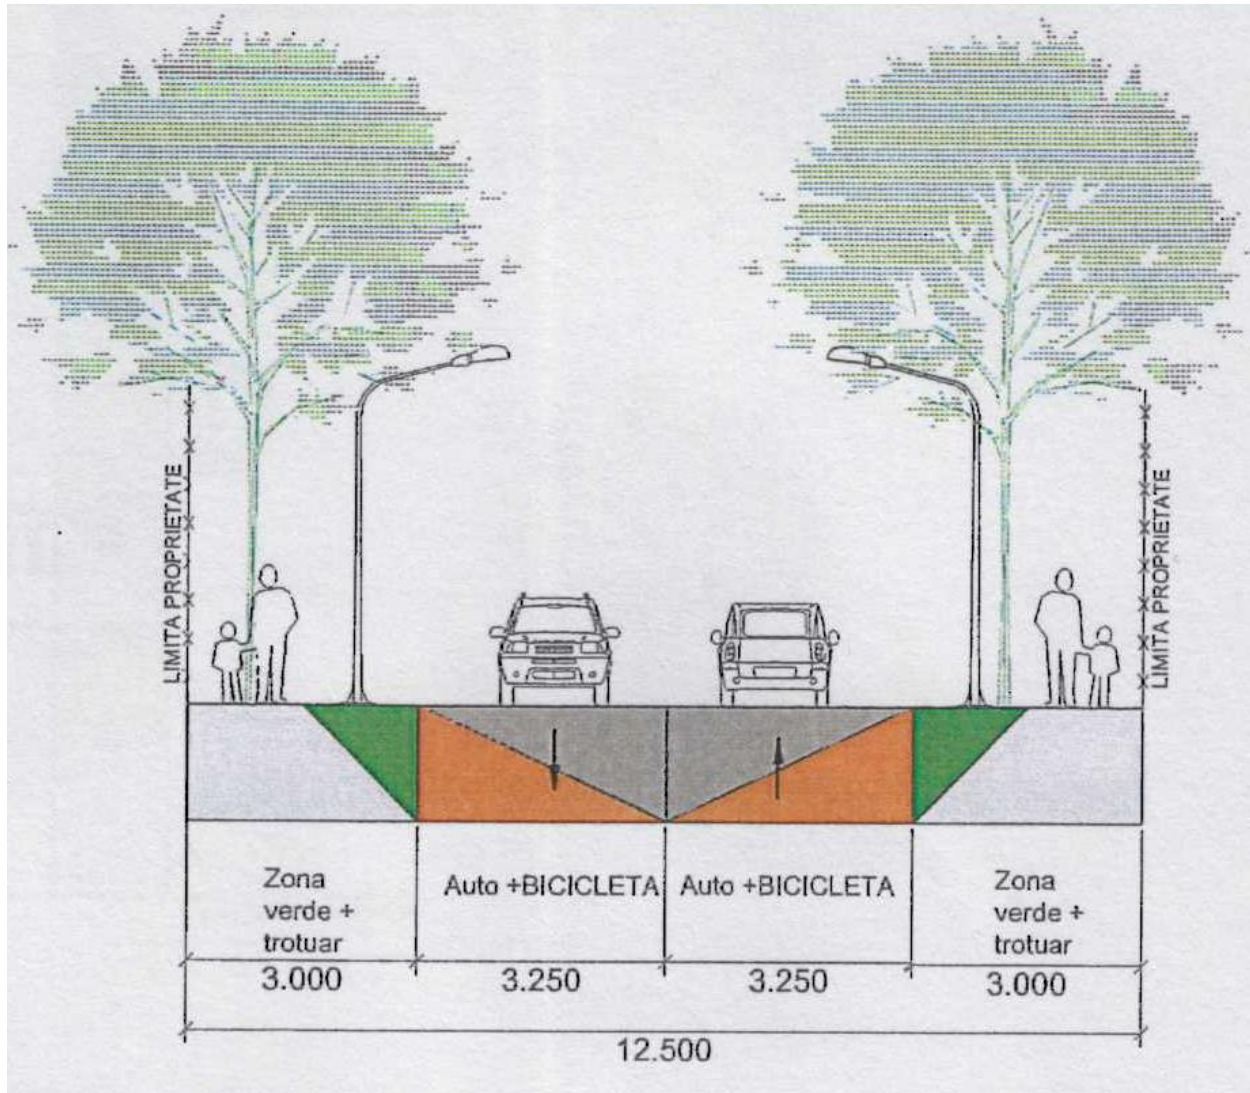 LIMITA PROPRIETATE
LIMITA PROPRIETATE
Zona
verde +
trotuar
Auto +BICICLETA
Auto +BICICLETA
Zona
verde +
trotuar
3.000
3.250
3.250
3.000
12.500